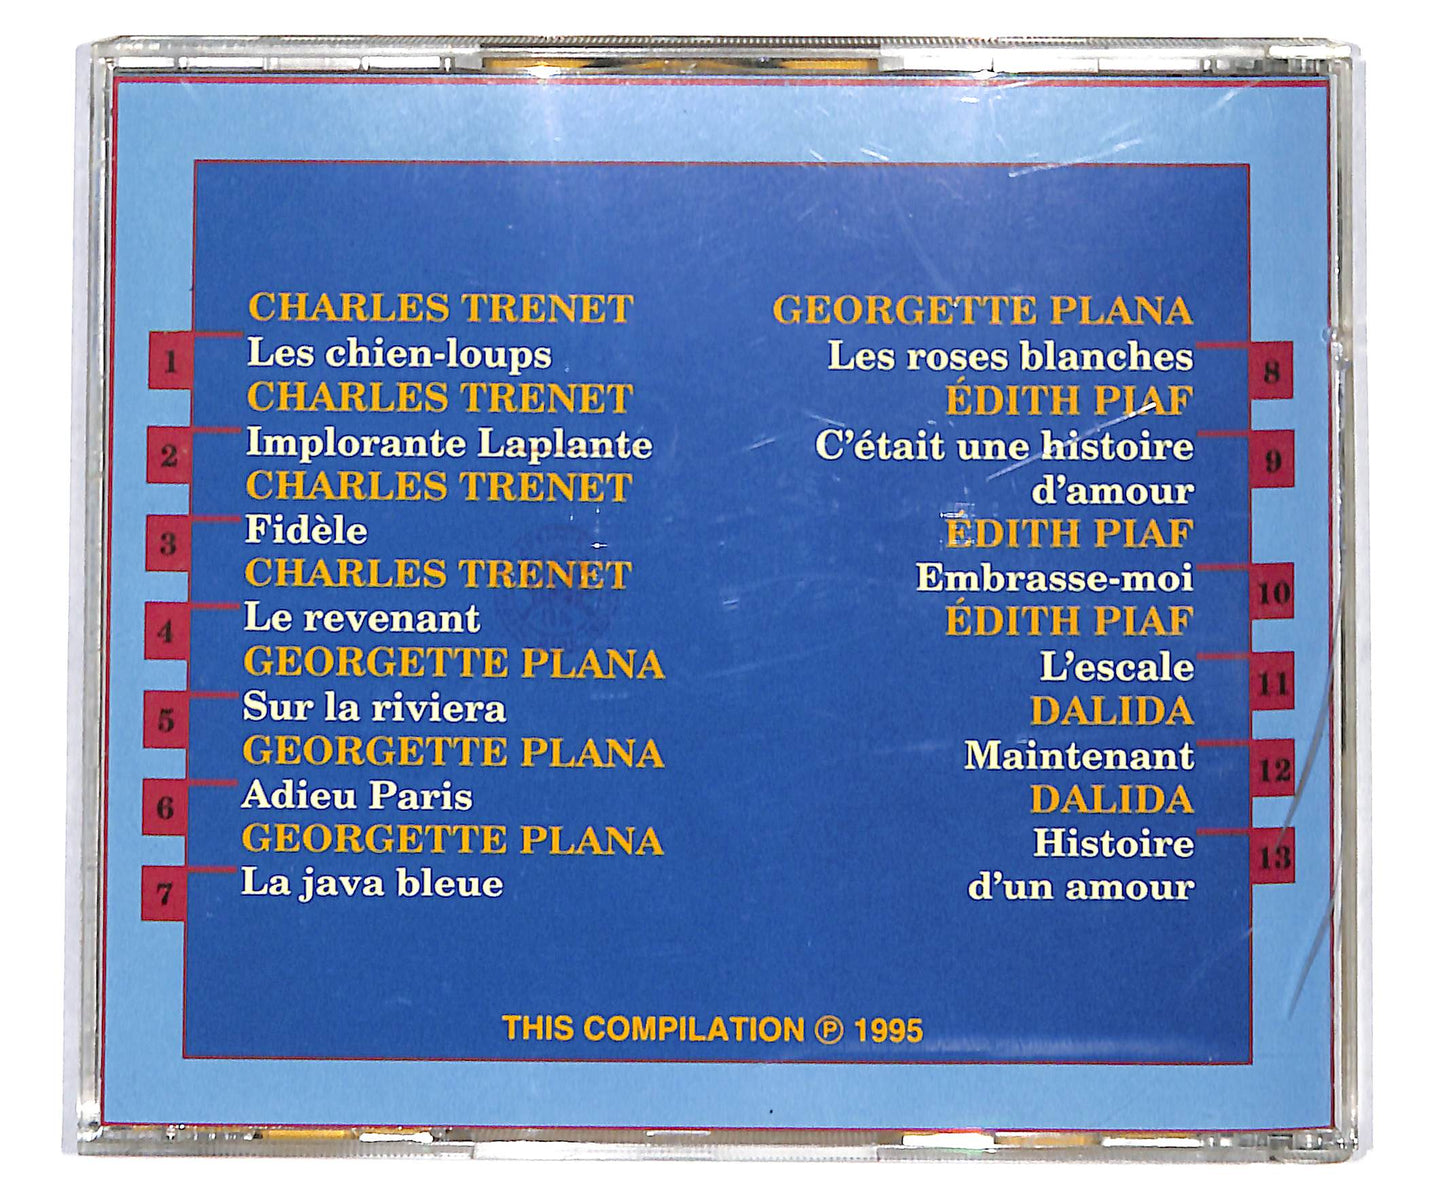 CHARLES TRENET
1 Les chien-loups
CHARLES TRENET
2 Implorante Laplante
CHARLES TRENET
3 Fidèle
CHARLES TRENET
4 Le revenant
GEORGETTE PLANA
5 Sur la riviera
GEORGETTE PLANA
6 Adieu Paris
GEORGETTE PLANA
7 La java bleue
GEORGETTE PLANA
Les roses blanches 8
ÉDITH PIAF
C'était une histoire 9
d'amour
ÉDITH PIAF
Embrasse-moi 10
ÉDITH PIAF
L'escale 11
DALIDA
Maintenant 12
DALIDA
Histoire 13
d'un amour
THIS COMPILATION ℗ 1995